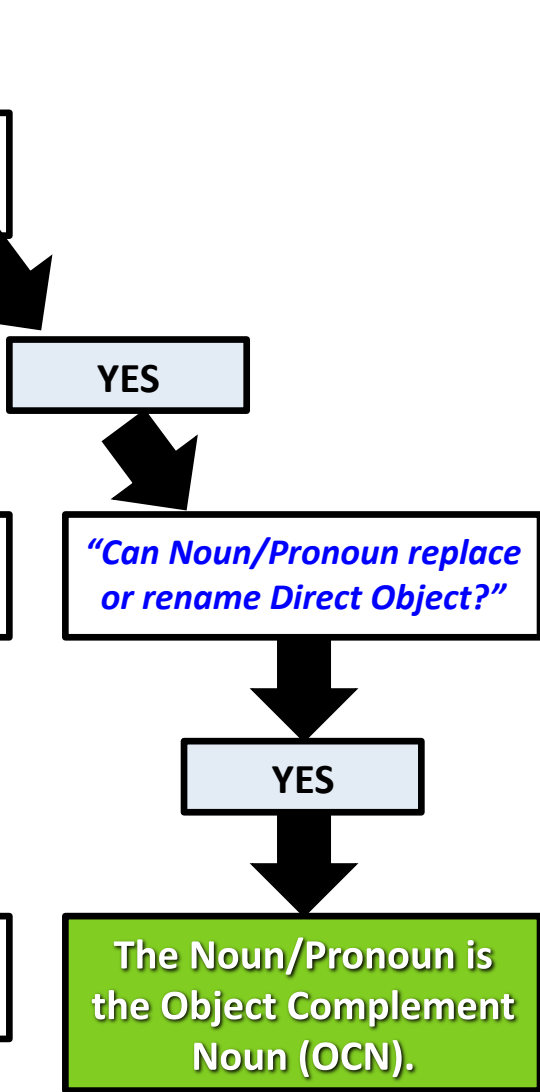 YES
“Can Noun/Pronoun replace
or rename Direct Object?”
YES
The Noun/Pronoun is
the Object Complement
Noun (OCN).